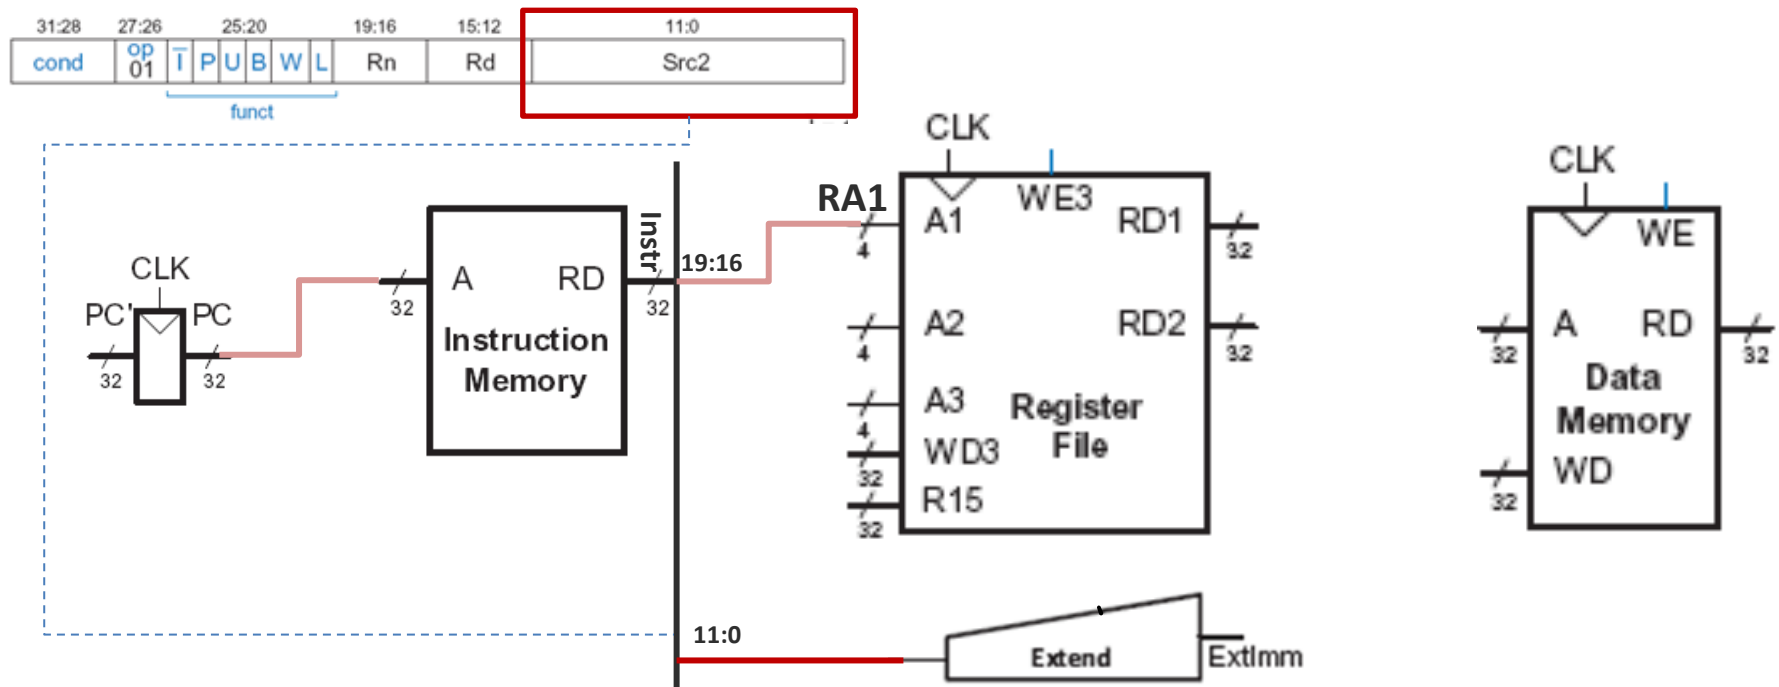 31:28 27:26 25:20 19:16 15:12 11:0
cond op 01 I P U B W L Rn Rd Src2
funct
CLK
PC' PC
32 32
A RD
32 32
Instruction
Memory
Instr
19:16
RA1
CLK
WE3
A1 RD1
4 32
A2 RD2
4 32
A3
4
WD3
32
R15
32
Register
File
CLK
WE
A RD
32 32
Data
Memory
WD
32
11:0
Extend
ExtImm